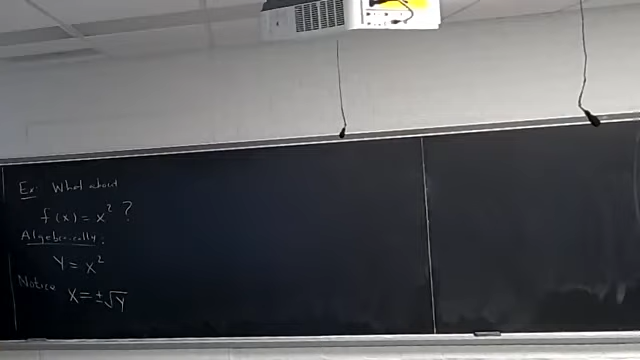 Ex: What about
f(x) = x² ?
Algebraically:
Y = x²
Notice
X = ±√Y